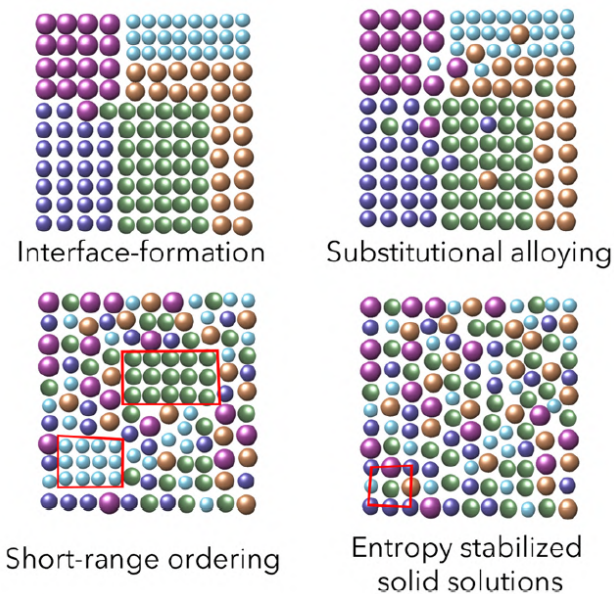 Interface-formation
Substitutional alloying
Short-range ordering
Entropy stabilized
solid solutions